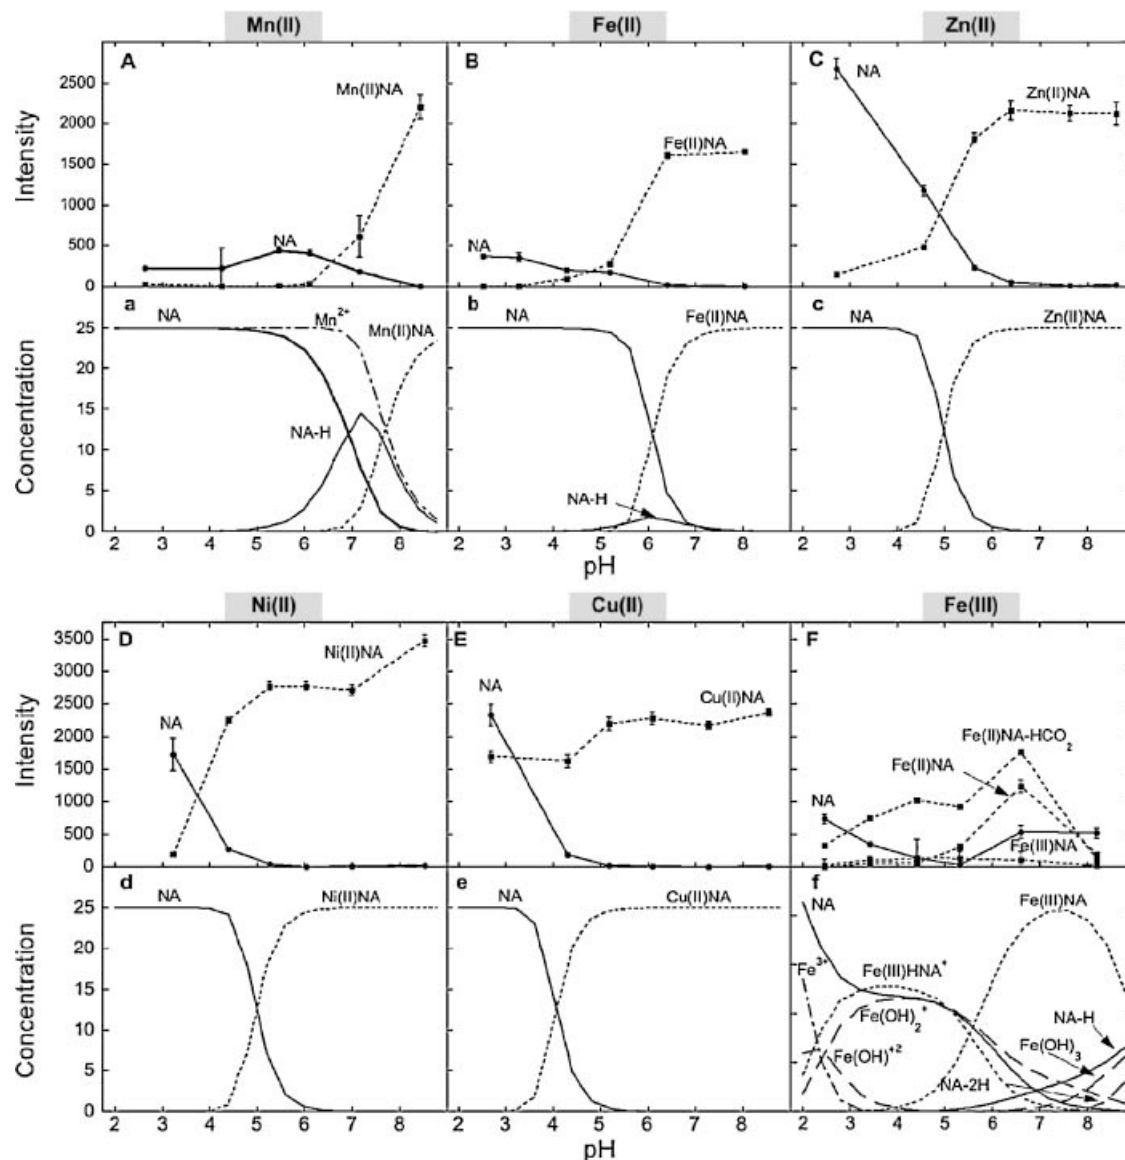 Mn(II) Fe(II) Zn(II)
A B C
Intensity
2500
2000
1500
1000
500
0
Mn(II)NA
NA
Fe(II)NA
NA
NA
Zn(II)NA
a b c
Concentration
25
20
15
10
5
0
NA
Mn²⁺
Mn(II)NA
NA-H
NA
Fe(II)NA
NA-H
NA
Zn(II)NA
2 3 4 5 6 7 8 2 3 4 5 6 7 8 2 3 4 5 6 7 8
pH
Ni(II) Cu(II) Fe(III)
D E F
Intensity
3500
3000
2500
2000
1500
1000
500
0
Ni(II)NA
NA
NA
Cu(II)NA
Fe(II)NA-HCO₂
Fe(II)NA
NA
Fe(III)NA
d e f
Concentration
25
20
15
10
5
0
NA
Ni(II)NA
NA
Cu(II)NA
NA
Fe(III)NA
Fe³⁺
Fe(III)HNA⁺
Fe(OH)₂⁺
Fe(OH)⁺²
NA-H
Fe(OH)₃
NA-2H
2 3 4 5 6 7 8 2 3 4 5 6 7 8 2 3 4 5 6 7 8
pH